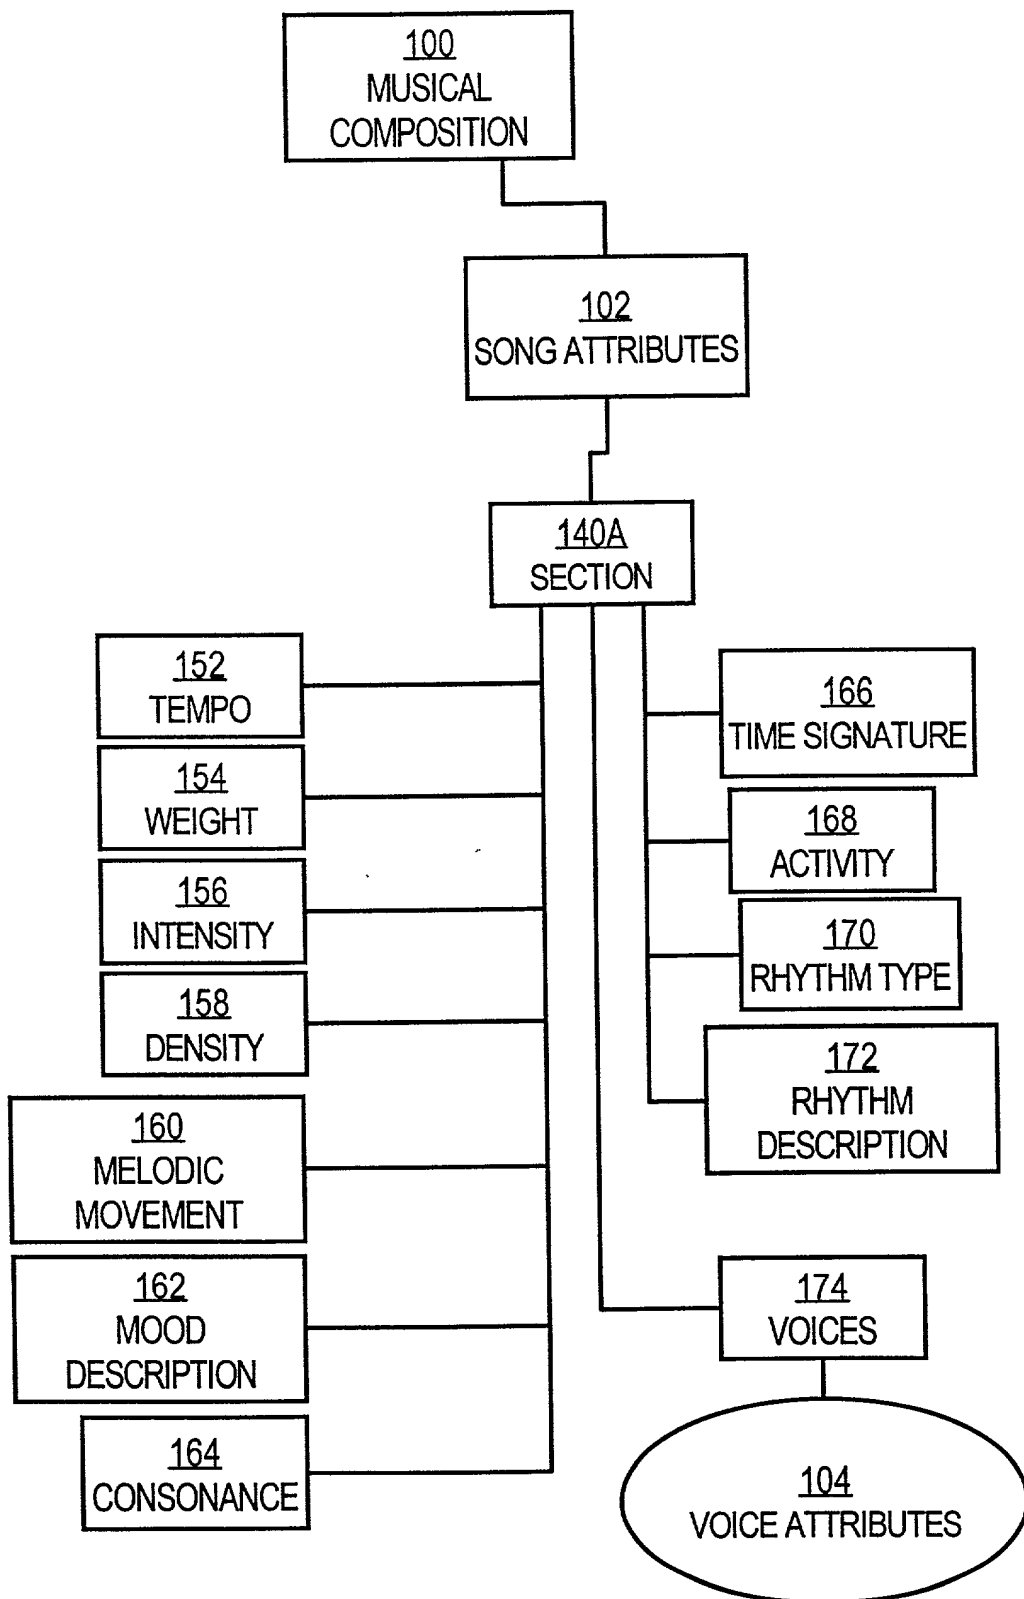 100
MUSICAL
COMPOSITION
102
SONG ATTRIBUTES
140A
SECTION
152
TEMPO
154
WEIGHT
156
INTENSITY
158
DENSITY
160
MELODIC
MOVEMENT
162
MOOD
DESCRIPTION
164
CONSONANCE
166
TIME SIGNATURE
168
ACTIVITY
170
RHYTHM TYPE
172
RHYTHM
DESCRIPTION
174
VOICES
104
VOICE ATTRIBUTES